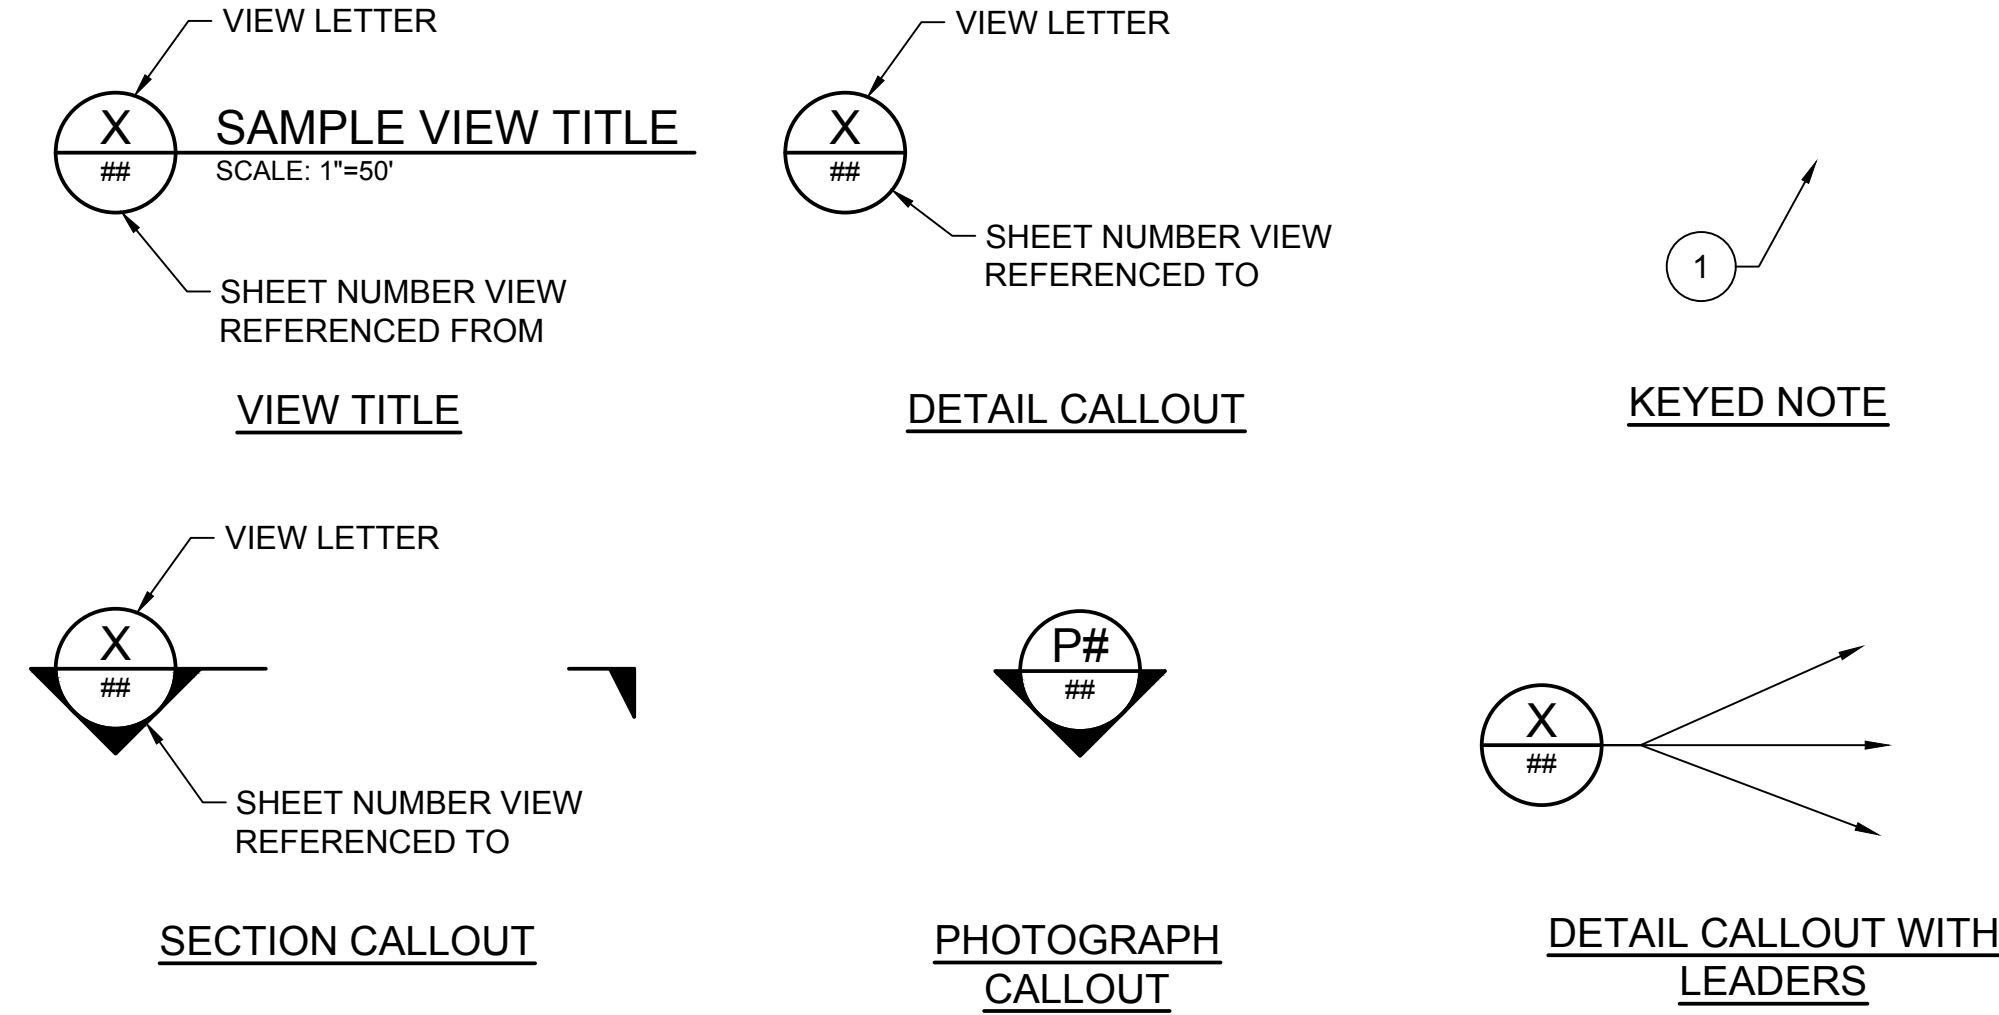 VIEW LETTER
X
##
SAMPLE VIEW TITLE
SCALE: 1"=50'
SHEET NUMBER VIEW
REFERENCED FROM
VIEW TITLE
VIEW LETTER
X
##
SHEET NUMBER VIEW
REFERENCED TO
DETAIL CALLOUT
1
KEYED NOTE
VIEW LETTER
X
##
SHEET NUMBER VIEW
REFERENCED TO
SECTION CALLOUT
P#
##
PHOTOGRAPH
CALLOUT
X
##
DETAIL CALLOUT WITH
LEADERS